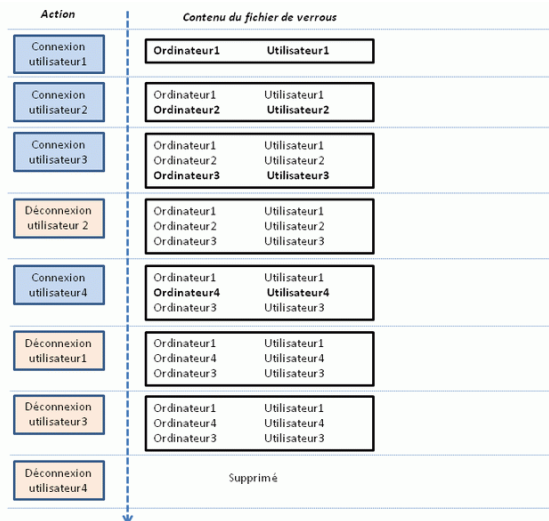 Action Contenu du fichier de verrous
Connexion
utilisateur1
Ordinateur1 Utilisateur1
Connexion
utilisateur2
Ordinateur1 Utilisateur1
Ordinateur2 Utilisateur2
Connexion
utilisateur3
Ordinateur1 Utilisateur1
Ordinateur2 Utilisateur2
Ordinateur3 Utilisateur3
Déconnexion
utilisateur 2
Ordinateur1 Utilisateur1
Ordinateur2 Utilisateur2
Ordinateur3 Utilisateur3
Connexion
utilisateur4
Ordinateur1 Utilisateur1
Ordinateur4 Utilisateur4
Ordinateur3 Utilisateur3
Déconnexion
utilisateur1
Ordinateur1 Utilisateur1
Ordinateur4 Utilisateur4
Ordinateur3 Utilisateur3
Déconnexion
utilisateur3
Ordinateur1 Utilisateur1
Ordinateur4 Utilisateur4
Ordinateur3 Utilisateur3
Déconnexion
utilisateur4
Supprimé